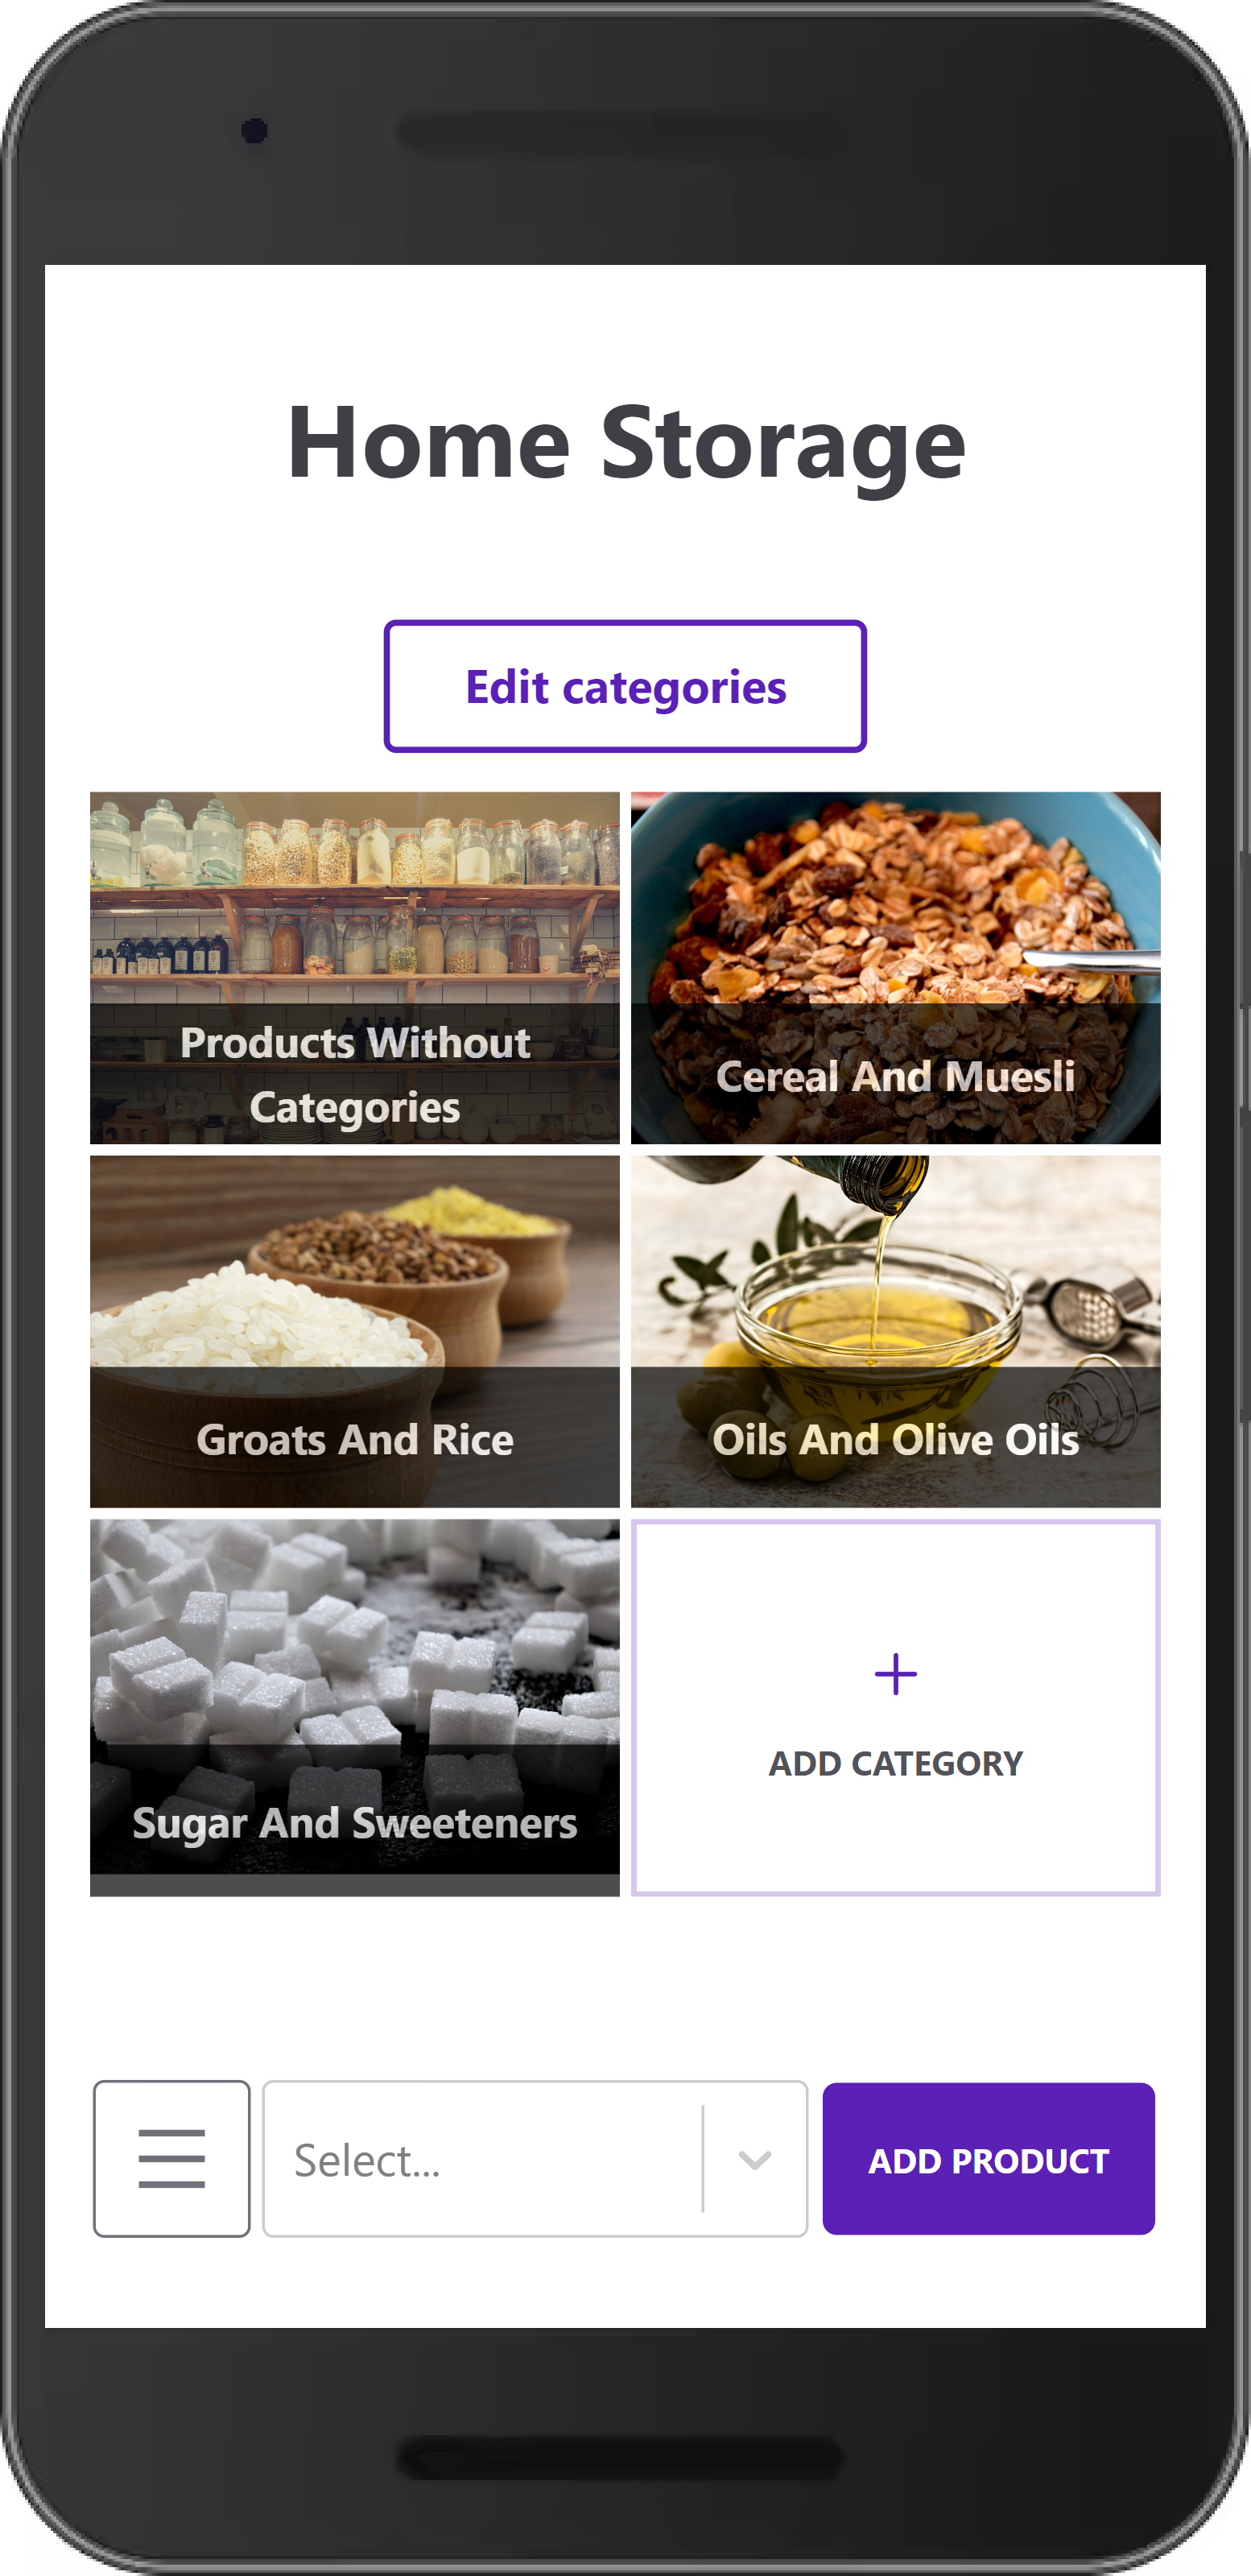 Home Storage
Edit categories
Products Without
Categories
Cereal And Muesli
Groats And Rice
Oils And Olive Oils
Sugar And Sweeteners
ADD CATEGORY
Select...
ADD PRODUCT